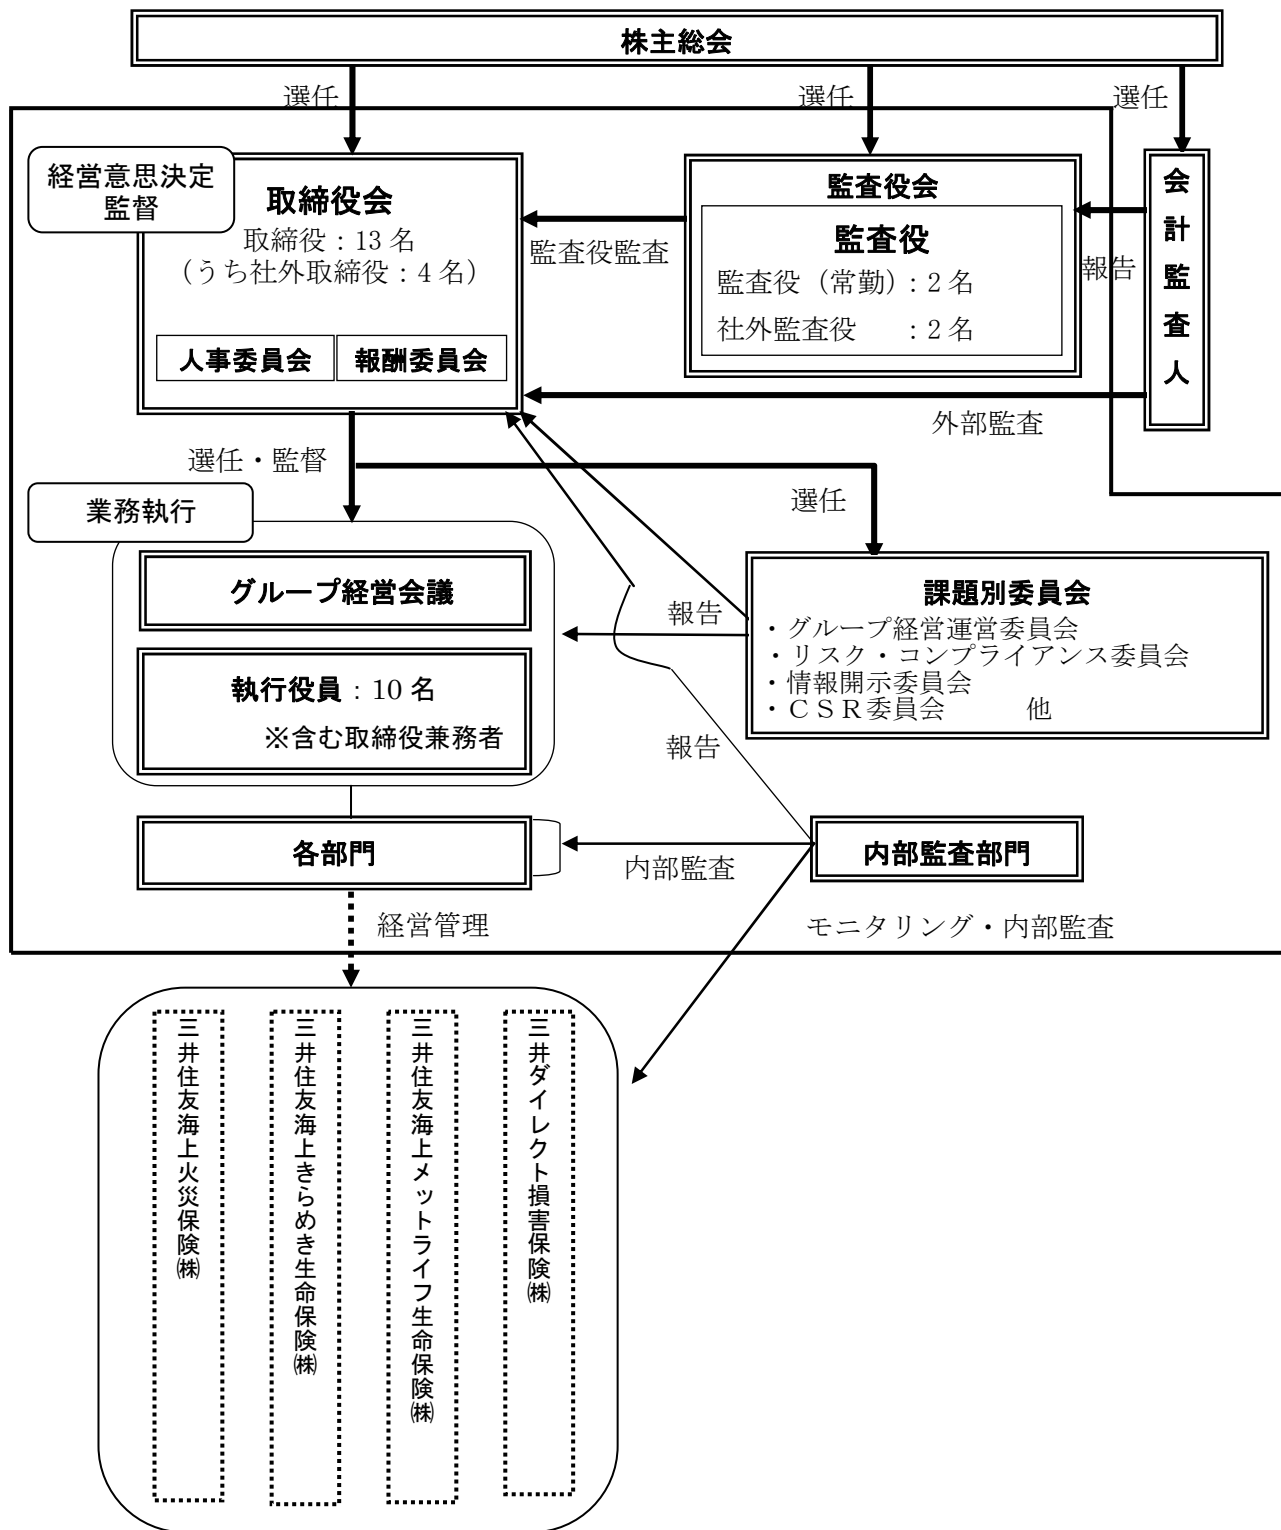 株主総会
選任
選任
選任
経営意思決定
監督
取締役会
取締役：13名
（うち社外取締役：4名）
人事委員会
報酬委員会
監査役監査
監査役会
監査役
監査役（常勤）：2名
社外監査役　　：2名
報告
会計監査人
外部監査
選任・監督
選任
業務執行
グループ経営会議
執行役員：10名
※含む取締役兼務者
報告
課題別委員会
・グループ経営運営委員会
・リスク・コンプライアンス委員会
・情報開示委員会
・ＣＳＲ委員会　　　他
報告
各部門
内部監査
内部監査部門
経営管理
モニタリング・内部監査
三井住友海上火災保険㈱
三井住友海上きらめき生命保険㈱
三井住友海上メットライフ生命保険㈱
三井ダイレクト損害保険㈱